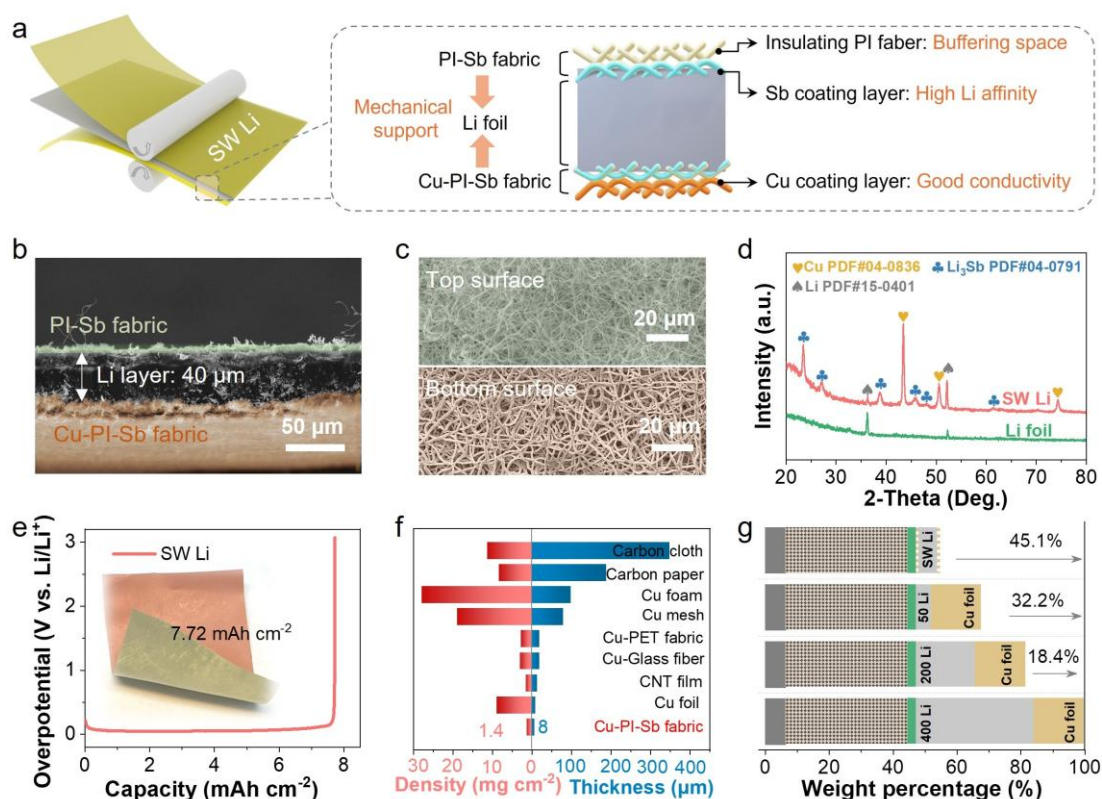 a
SW Li
PI-Sb fabric
Mechanical
support
Li foil
Cu-PI-Sb fabric
Insulating PI faber: Buffering space
Sb coating layer: High Li affinity
Cu coating layer: Good conductivity
b
PI-Sb fabric
Li layer: 40 μm
Cu-PI-Sb fabric
50 μm
c
Top surface
20 μm
Bottom surface
20 μm
d
Cu PDF#04-0836
Li₃Sb PDF#04-0791
Li PDF#15-0401
Intensity (a.u.)
SW Li
Li foil
20 30 40 50 60 70 80
2-Theta (Deg.)
e
Overpotential (V vs. Li/Li⁺)
3
2
1
0
SW Li
7.72 mAh cm⁻²
0 2 4 6 8
Capacity (mAh cm⁻²)
f
Carbon cloth
Carbon paper
Cu foam
Cu mesh
Cu-PET fabric
Cu-Glass fiber
CNT film
Cu foil
1.4 8 Cu-PI-Sb fabric
30 20 10 0 100 200 300 400
Density (mg cm⁻²) Thickness (μm)
g
SW Li
45.1%
50 Li
Cu foil
32.2%
200 Li
Cu foil
18.4%
400 Li
Cu foil
0 20 40 60 80 100
Weight percentage (%)